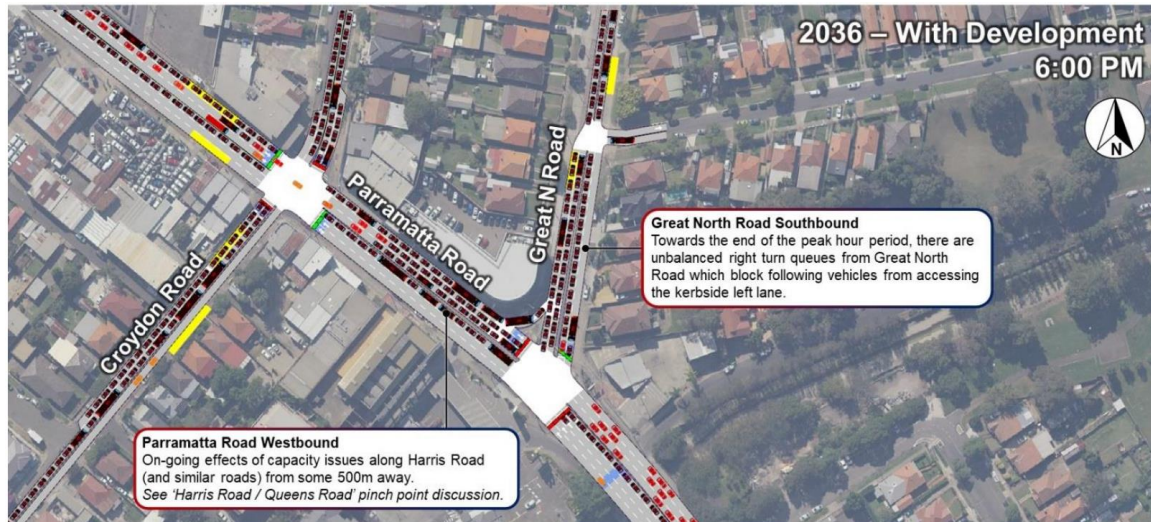 2036 – With Development
6:00 PM
N
Great N Road
Parramatta Road
Croydon Road
Great North Road Southbound
Towards the end of the peak hour period, there are
unbalanced right turn queues from Great North
Road which block following vehicles from accessing
the kerbside left lane.
Parramatta Road Westbound
On-going effects of capacity issues along Harris Road
(and similar roads) from some 500m away.
See ‘Harris Road / Queens Road’ pinch point discussion.